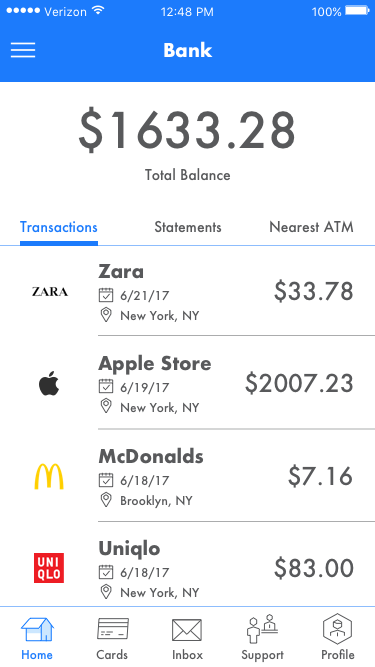 Verizon 12:48 PM 100%
Bank
$1633.28
Total Balance
Transactions Statements Nearest ATM
ZARA
Zara
6/21/17
New York, NY
$33.78
Apple Store
6/19/17
New York, NY
$2007.23
McDonalds
6/18/17
Brooklyn, NY
$7.16
UNI
QLO
Uniqlo
6/18/17
New York, NY
$83.00
Home Cards Inbox Support Profile